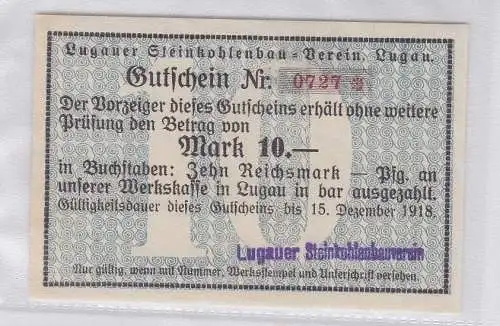 Lugauer Steinkohlenbau-Verein, Lugau.
Gutschein Nr. 0727 *
Der Vorzeiger dieses Gutscheins erhält ohne weitere
Prüfung den Betrag von
Mark 10.—
in Buchstaben: Zehn Reichsmark — Pfg. an
unserer Werkskasse in Lugau in bar ausgezahlt.
Gültigkeitsdauer dieses Gutscheins bis 15. Dezember 1918.
Lugauer Steinkohlenbauverein
Nur gültig, wenn mit Nummer, Werksstempel und Unterschrift versehen.
10